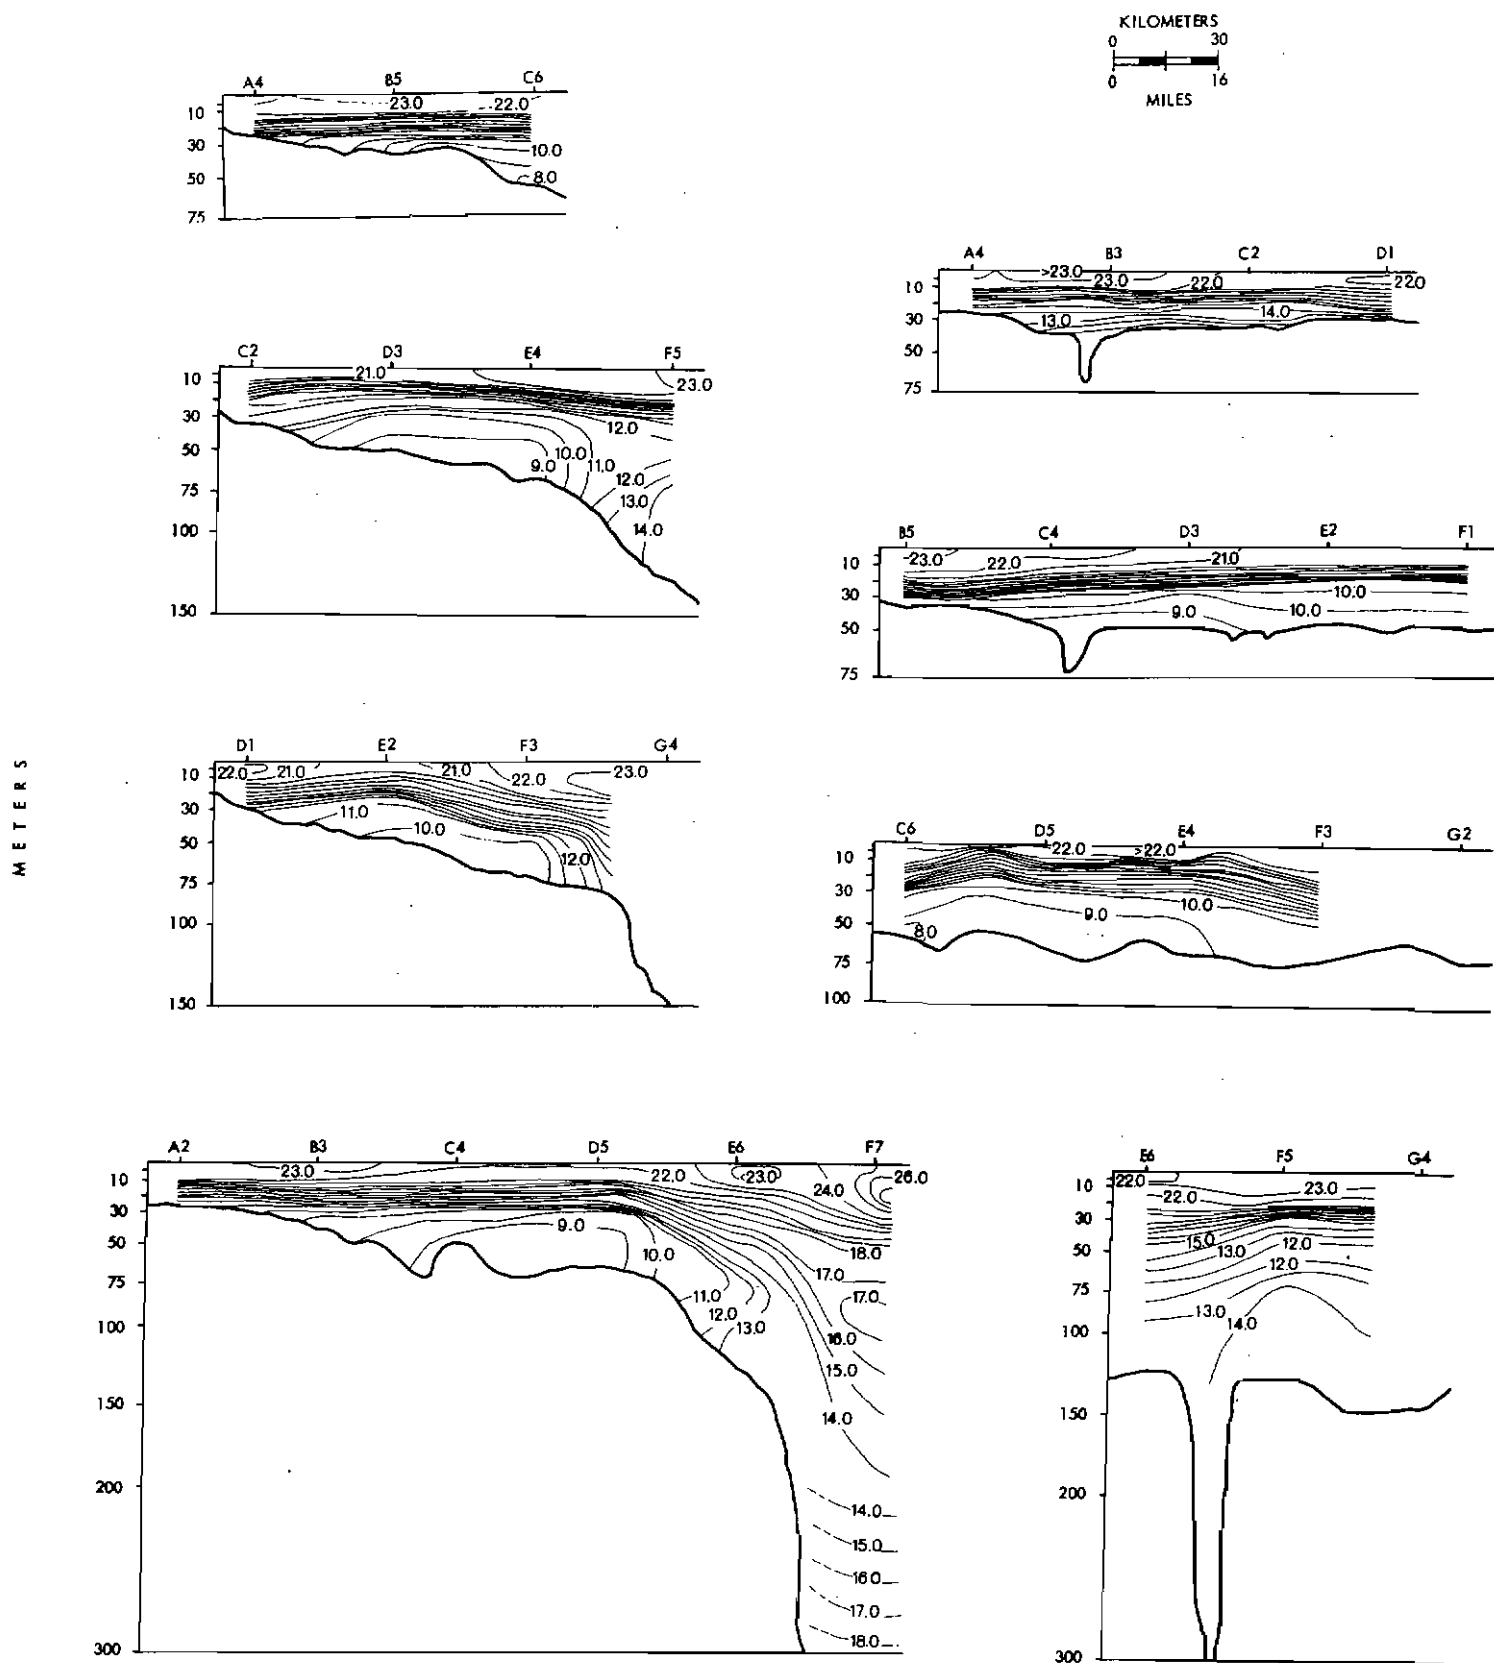 KILOMETERS
0 30
0 16
MILES
A4 B5 C6
10 23.0 22.0
30 10.0
50 8.0
75
A4 B3 C2 D1
10 >23.0 23.0 22.0 22.0
30 13.0 14.0
50
75
C2 D3 E4 F5
10 21.0 23.0
30 12.0
50 9.0 10.0 11.0
75 12.0
13.0
100 14.0
150
B5 C4 D3 E2 F1
10 23.0 22.0 21.0
30 10.0
50 9.0 10.0
75
METERS
D1 E2 F3 G4
10 22.0 21.0 21.0 22.0 23.0
30 11.0
50 10.0
75 12.0
100
150
C6 D5 E4 F3 G2
10 22.0 >22.0
30 10.0
50 8.0 9.0
75
100
A2 B3 C4 D5 E6 F7
10 23.0 22.0 <23.0 24.0 26.0
30
50 9.0 10.0 18.0
75 11.0 17.0
100 12.0 13.0 17.0
16.0
15.0
150 14.0
200 14.0
15.0
16.0
17.0
300 18.0
E6 F5 G4
10 22.0 22.0 23.0
30
50 15.0 13.0 12.0
75 12.0
100 13.0 14.0
150
200
300